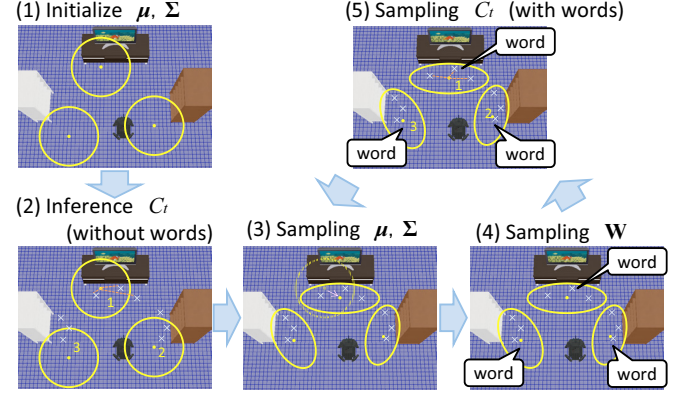 (1) Initialize μ, Σ
(2) Inference Cₜ
(without words)
1
2
3
(3) Sampling μ, Σ
(4) Sampling W
word
word
word
(5) Sampling Cₜ (with words)
word
1
2
3
word
word